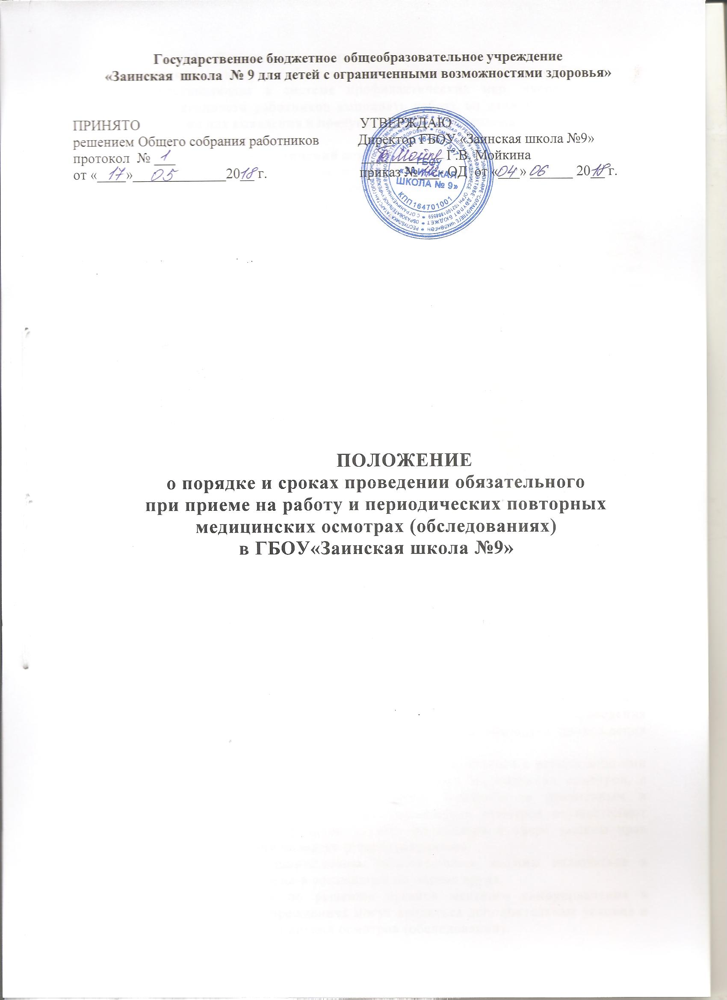 Государственное бюджетное общеобразовательное учреждение
«Заинская школа № 9 для детей с ограниченными возможностями здоровья»
ПРИНЯТО
решением Общего собрания работников
протокол № 1
от «17» 05 2018 г.
УТВЕРЖДАЮ
Директор ГБОУ «Заинская школа №9»
Г.В. Мойкина
приказ № - ОД от «04» 06 2018 г.
ГБОУ
«ЗАИНСКАЯ
ШКОЛА № 9»
КПП 164701001
ПОЛОЖЕНИЕ
о порядке и сроках проведении обязательного
при приеме на работу и периодических повторных
медицинских осмотрах (обследованиях)
в ГБОУ«Заинская школа №9»